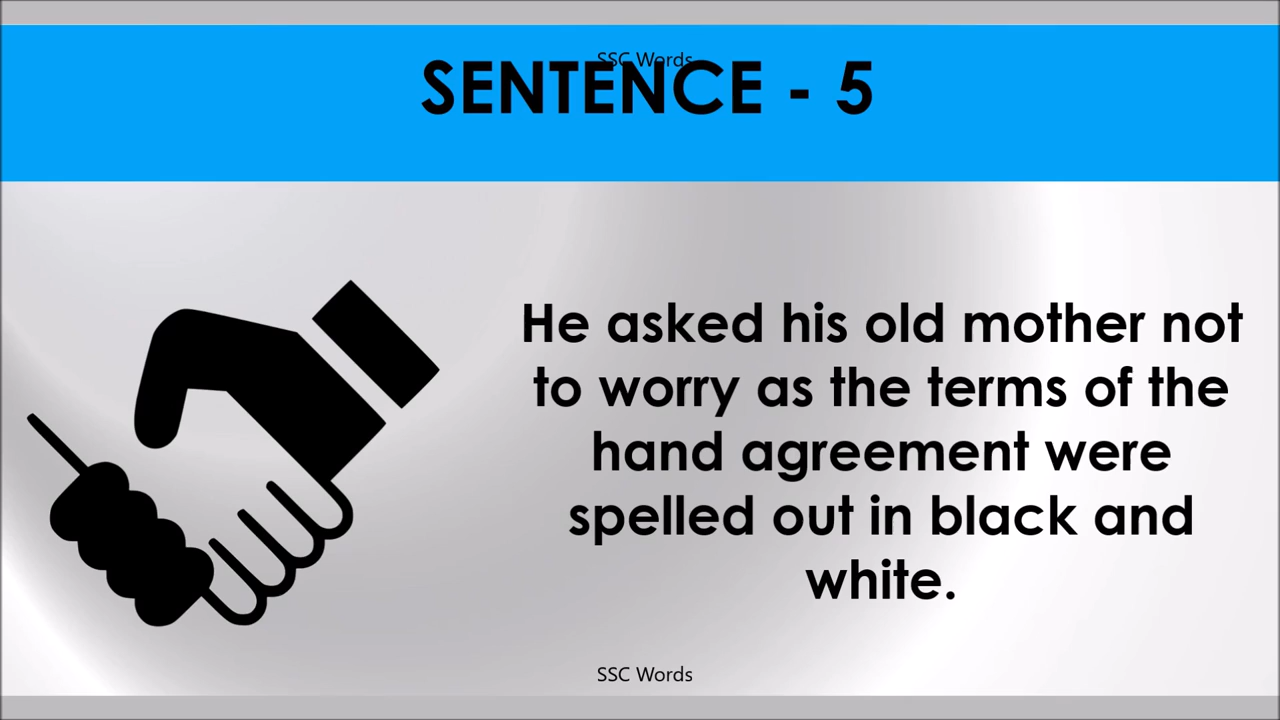 SSC Words
SENTENCE - 5
He asked his old mother not
to worry as the terms of the
hand agreement were
spelled out in black and
white.
SSC Words